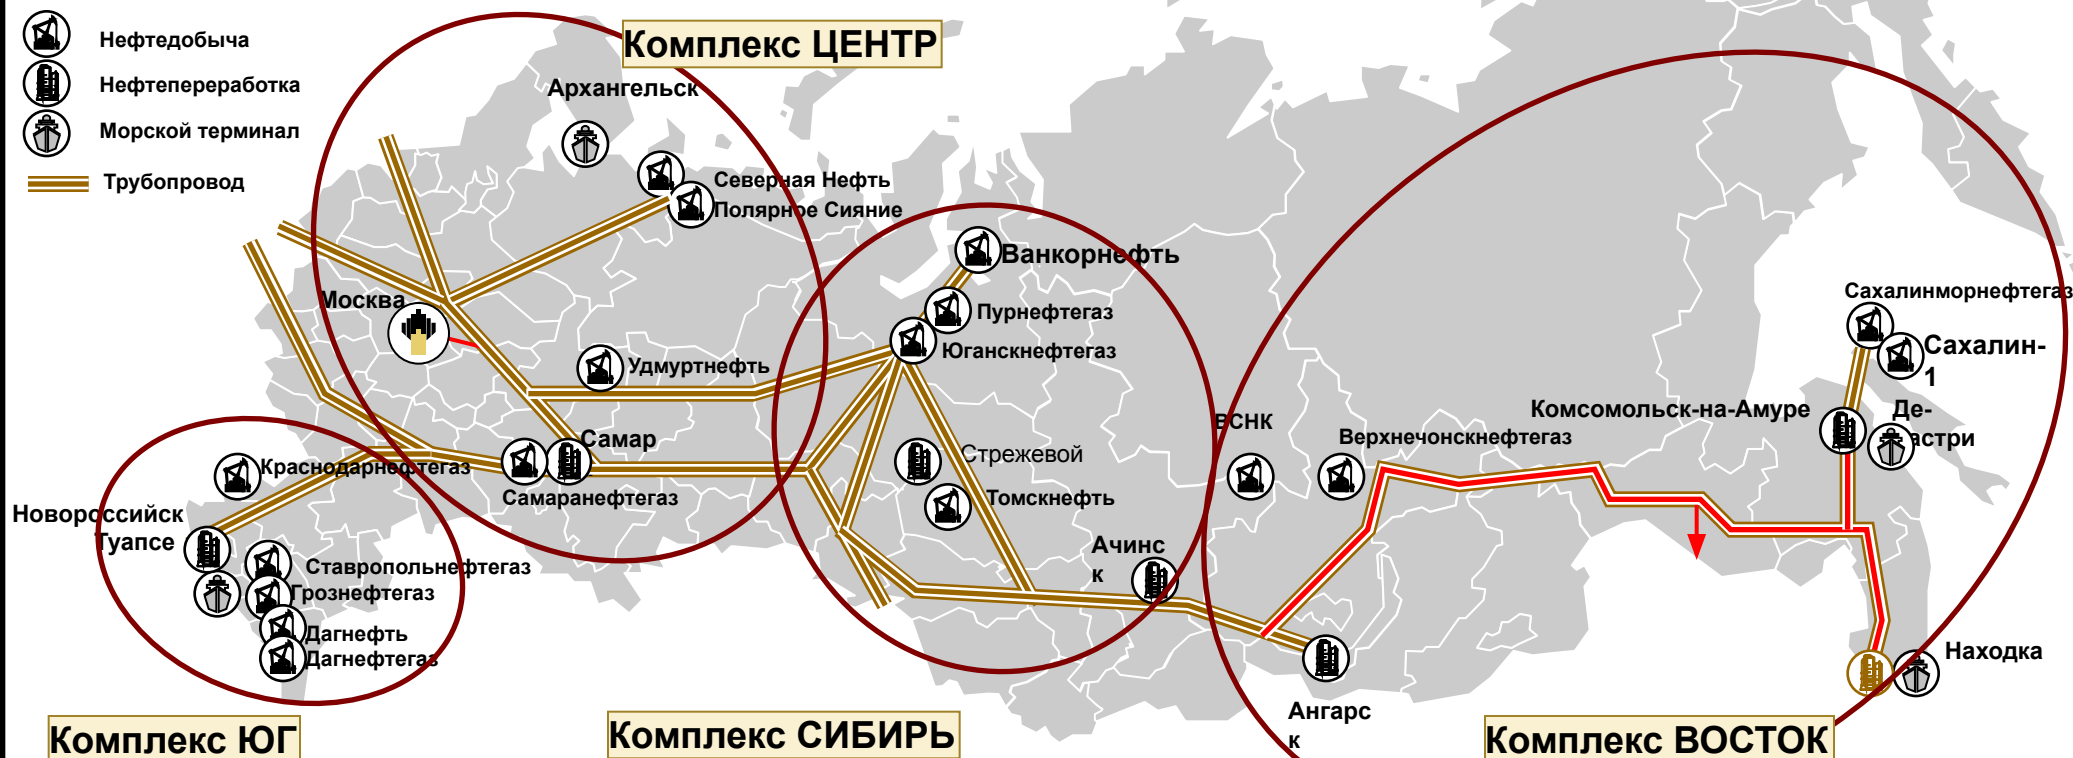 Комплекс ЦЕНТР
Нефтедобыча
Нефтепереработка
Морской терминал
Трубопровод
Архангельск
Северная Нефть
Полярное Сияние
Ванкорнефть
Москва
Пурнефтегаз
Юганскнефтегаз
Удмуртнефть
Сахалинморнефтегаз
Сахалин-
1
Комсомольск-на-Амуре
Де-
астри
ВСНК
Верхнечонскнефтегаз
Самар
Самаранефтегаз
Стрежевой
Томскнефть
Краснодарнефтегаз
Новороссийск
Туапсе
Ставропольнефтегаз
Грознефтегаз
Дагнефть
Дагнефтегаз
Ачинс
к
Ангарс
к
Находка
Комплекс ЮГ
Комплекс СИБИРЬ
Комплекс ВОСТОК